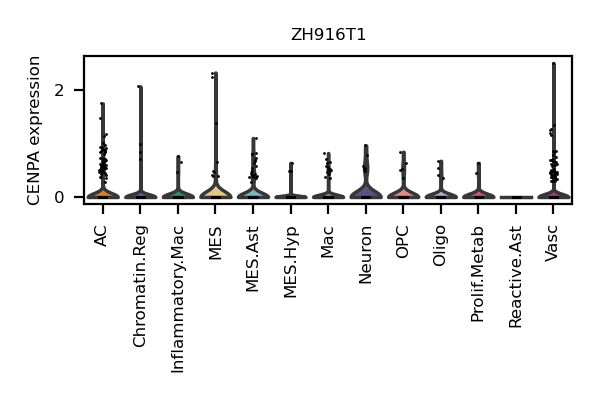 ZH916T1
CENPA expression
2
0
AC
Chromatin.Reg
Inflammatory.Mac
MES
MES.Ast
MES.Hyp
Mac
Neuron
OPC
Oligo
Prolif.Metab
Reactive.Ast
Vasc